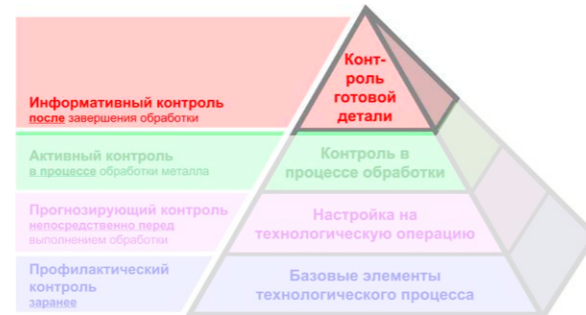 Конт-
роль
готовой
детали
Информативный контроль
после завершения обработки
Активный контроль
в процессе обработки металла
Контроль в
процессе обработки
Прогнозирующий контроль
непосредственно перед
выполнением обработки
Настройка на
технологическую операцию
Профилактический
контроль
заранее
Базовые элементы
технологического процесса